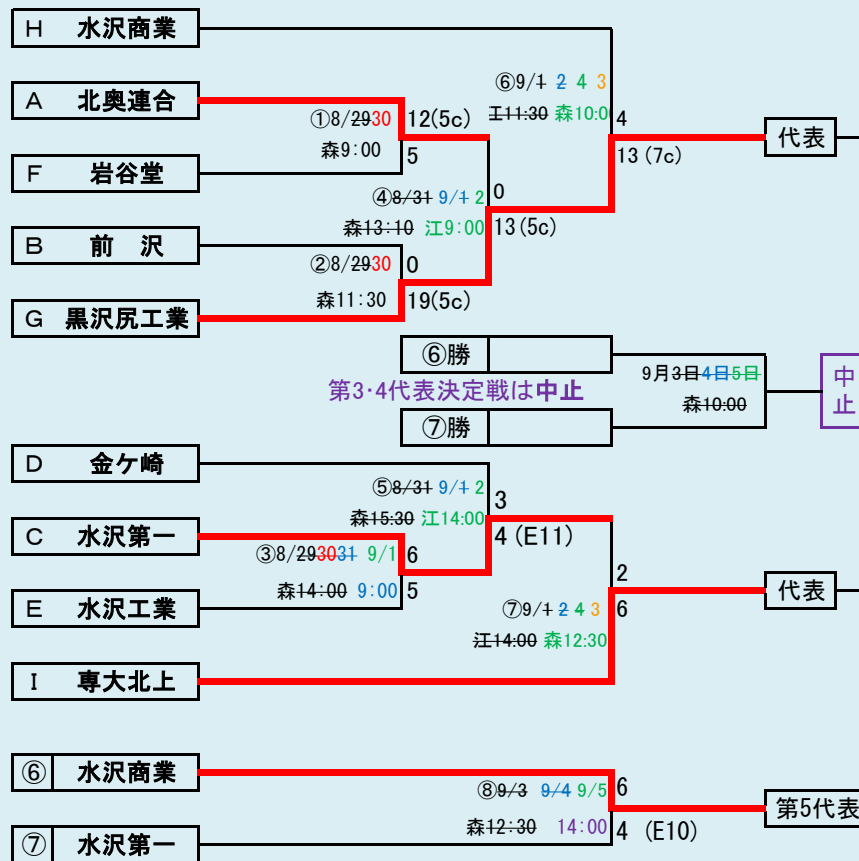 H 水沢商業
⑥9/1 2 4 3
江11:30 森10:00
4
13(7c)
代表
A 北奥連合
①8/2930
森9:00
12(5c)
5
F 岩谷堂
④8/31 9/1 2
森13:10 江9:00
0
13(5c)
B 前 沢
②8/2930
森11:30
0
19(5c)
G 黒沢尻工業
⑥勝
第3・4代表決定戦は中止
⑦勝
9月3日4日5日
森10:00
中
止
D 金ケ崎
⑤8/31 9/1 2
森15:30 江14:00
3
4(E11)
C 水沢第一
③8/293031 9/1
森14:00 9:00
6
5
E 水沢工業
⑦9/1 2 4 3
江14:00 森12:30
2
6
代表
I 専大北上
⑥ 水沢商業
⑧9/3 9/4 9/5
森12:30 14:00
6
4 (E10)
第5代表
⑦ 水沢第一